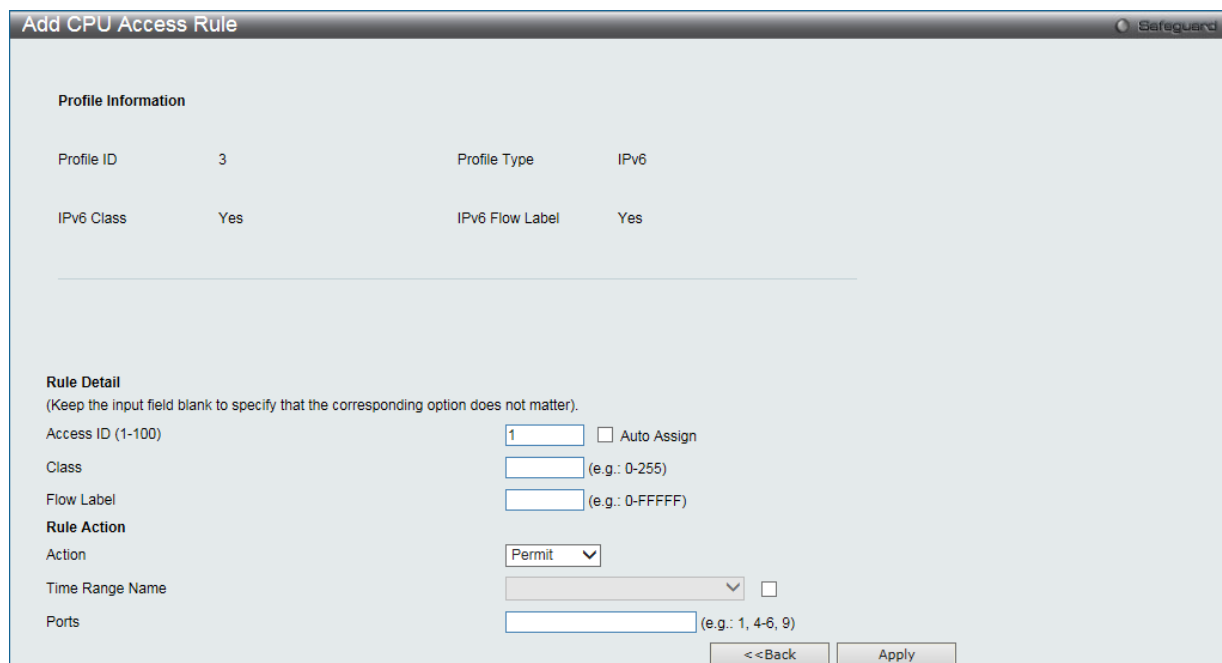 Add CPU Access Rule Safeguard
Profile Information
Profile ID 3 Profile Type IPv6
IPv6 Class Yes IPv6 Flow Label Yes
Rule Detail
(Keep the input field blank to specify that the corresponding option does not matter).
Access ID (1-100) 1 Auto Assign
Class (e.g.: 0-255)
Flow Label (e.g.: 0-FFFFF)
Rule Action
Action Permit
Time Range Name
Ports (e.g.: 1, 4-6, 9)
<<Back Apply